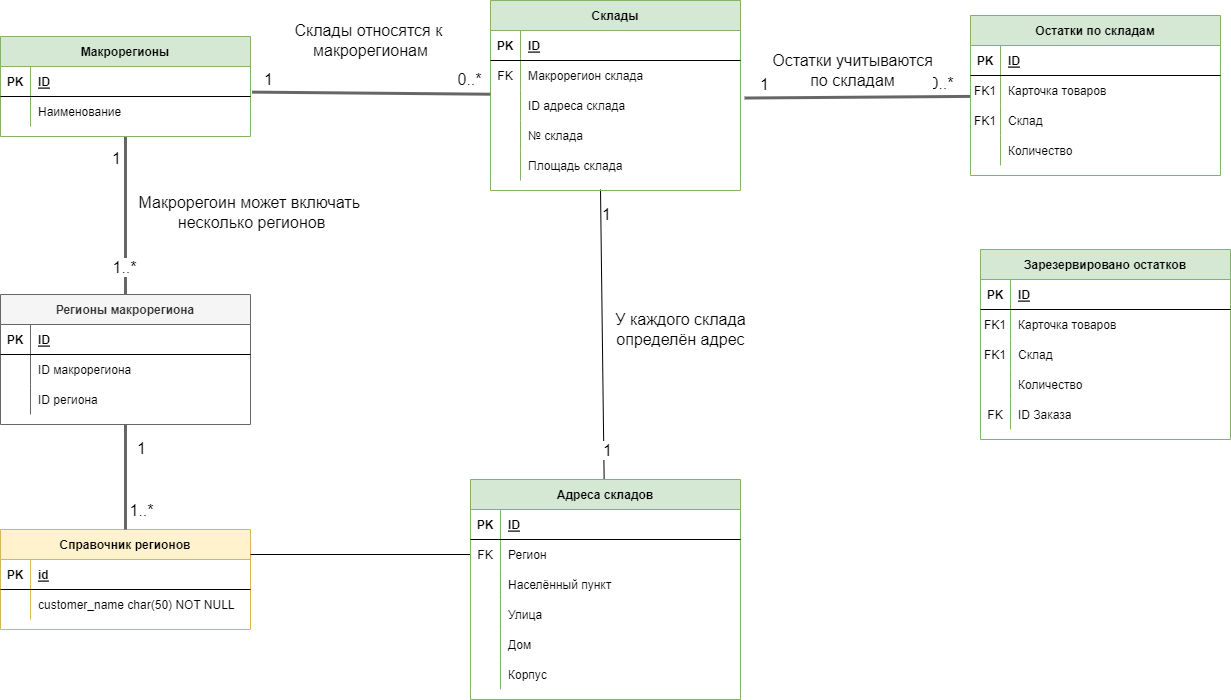 Макрорегионы
PK ID
Наименование
Склады относятся к
макрорегионам
1
0..*
Склады
PK ID
FK Макрорегион склада
ID адреса склада
№ склада
Площадь склада
Остатки учитываются
по складам
1
0..*
Остатки по складам
PK ID
FK1 Карточка товаров
FK1 Склад
Количество
1
Макрорегоин может включать
несколько регионов
1..*
Регионы макрорегиона
PK ID
ID макрорегиона
ID региона
1
У каждого склада
определён адрес
1
Зарезервировано остатков
PK ID
FK1 Карточка товаров
FK1 Склад
Количество
FK ID Заказа
1
1..*
Справочник регионов
PK id
customer_name char(50) NOT NULL
Адреса складов
PK ID
FK Регион
Населённый пункт
Улица
Дом
Корпус